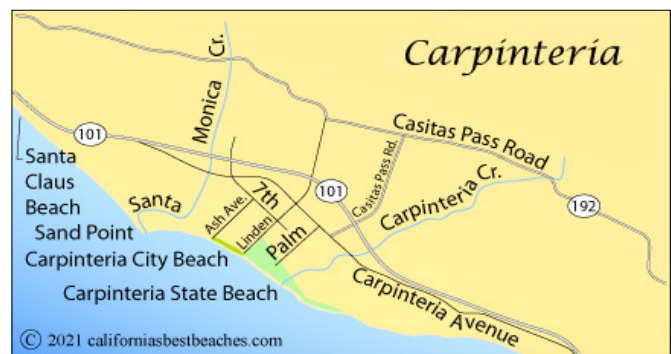 Carpinteria
Cr.
Monica
Santa
101
Casitas Pass Road
Santa
Claus
Beach
Sand Point
Ash Ave.
7th
Linden
Palm
101
Casitas Pass Rd.
Carpinteria Cr.
192
Carpinteria City Beach
Carpinteria State Beach
Carpinteria Avenue
© 2021 californiasbestbeaches.com